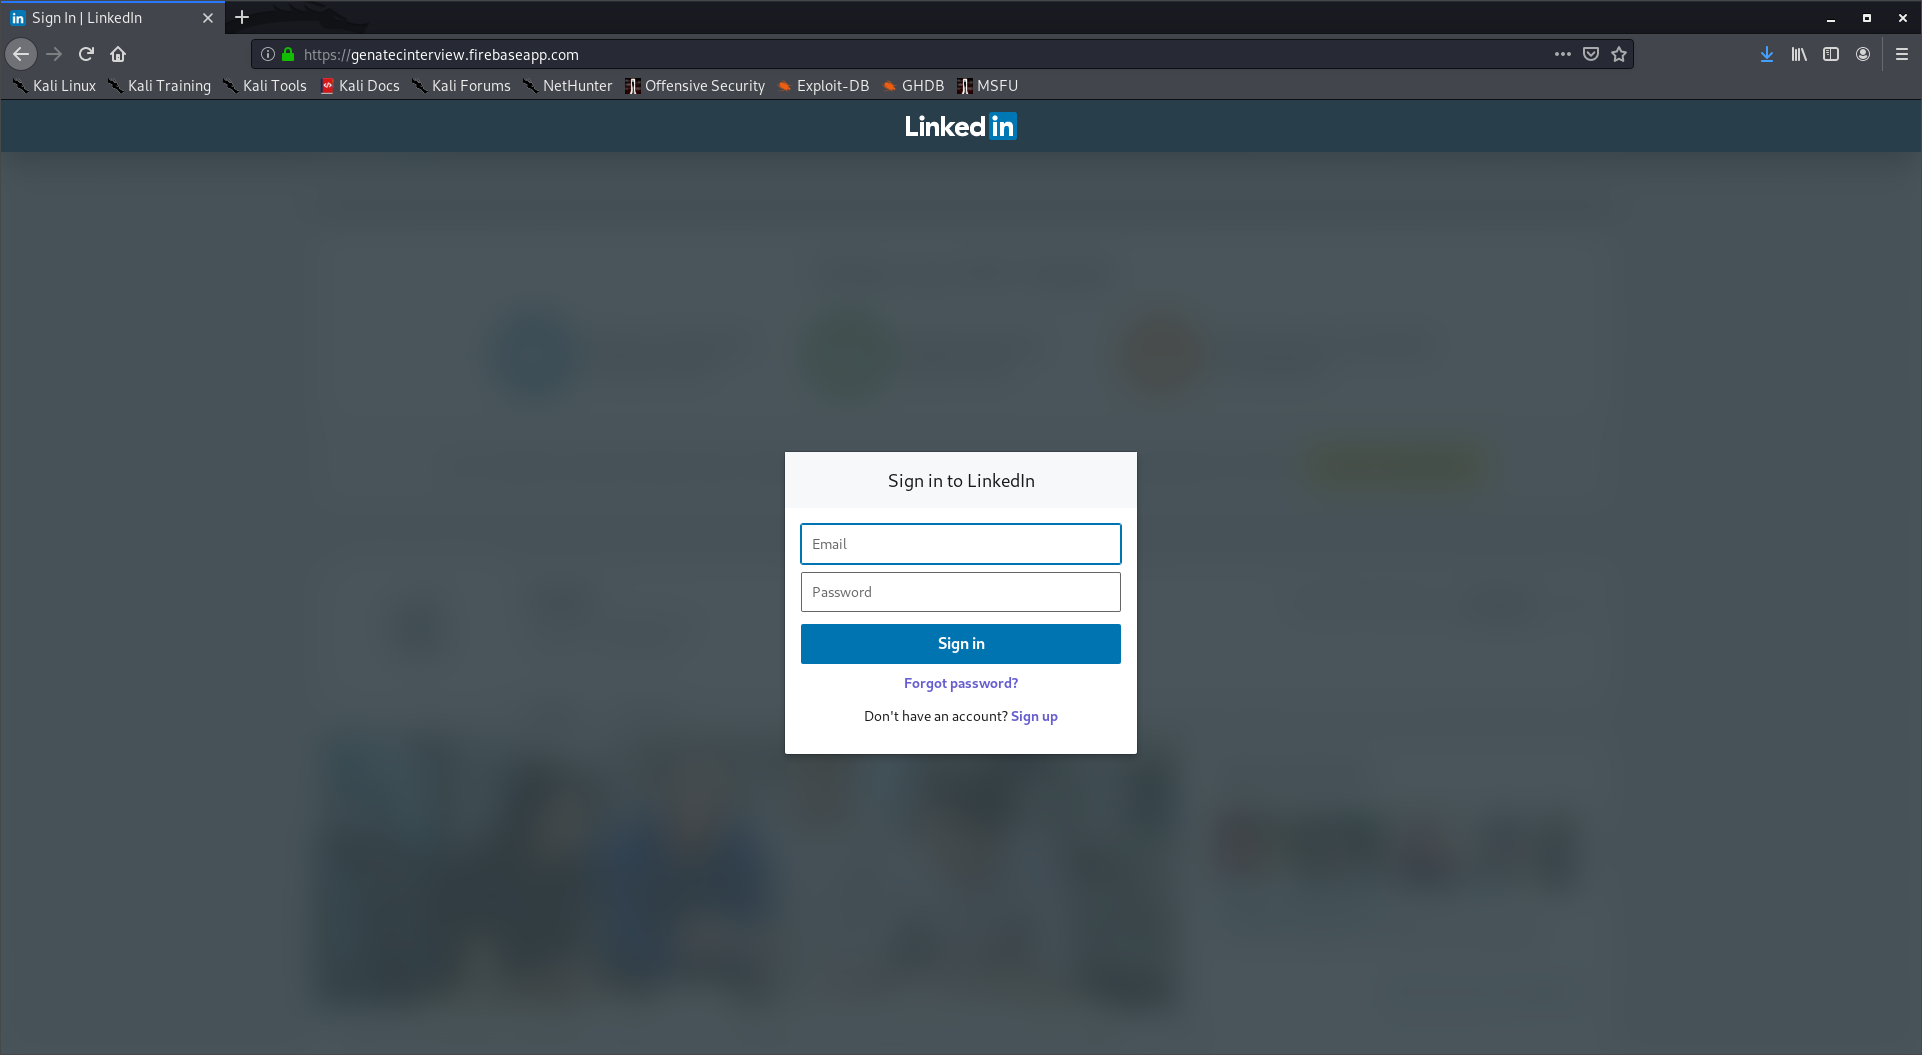 Sign In | LinkedIn
https://genatecinterview.firebaseapp.com
Kali Linux Kali Training Kali Tools Kali Docs Kali Forums NetHunter Offensive Security Exploit-DB GHDB MSFU
Linked in
Sign in to LinkedIn
Email
Password
Sign in
Forgot password?
Don't have an account? Sign up